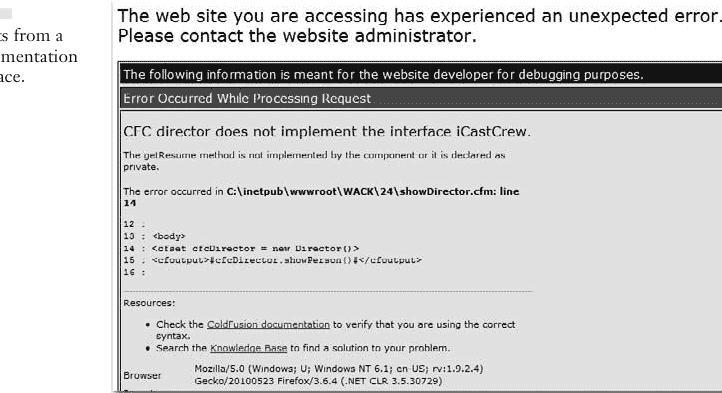 ts from a
mentation
ace.
The web site you are accessing has experienced an unexpected error.
Please contact the website administrator.
The following information is meant for the website developer for debugging purposes.
Error Occurred While Processing Request
CFC director does not implement the interface iCastCrew.
The getResume method is not implemented by the component or it is declared as
private.
The error occurred in C:\inetpub\wwwroot\WACK\24\showDirector.cfm: line
14
12 :
13 : <body>
14 : <cfset cfcDirector = new Director()>
15 : <cfoutput>#cfcDirector.showPerson()#</cfoutput>
16 :
Resources:
• Check the ColdFusion documentation to verify that you are using the correct
syntax.
• Search the Knowledge Base to find a solution to your problem.
Browser Mozilla/5.0 (Windows; U; Windows NT 6.1; en-US; rv:1.9.2.4)
Gecko/20100523 Firefox/3.6.4 (.NET CLR 3.5.30729)